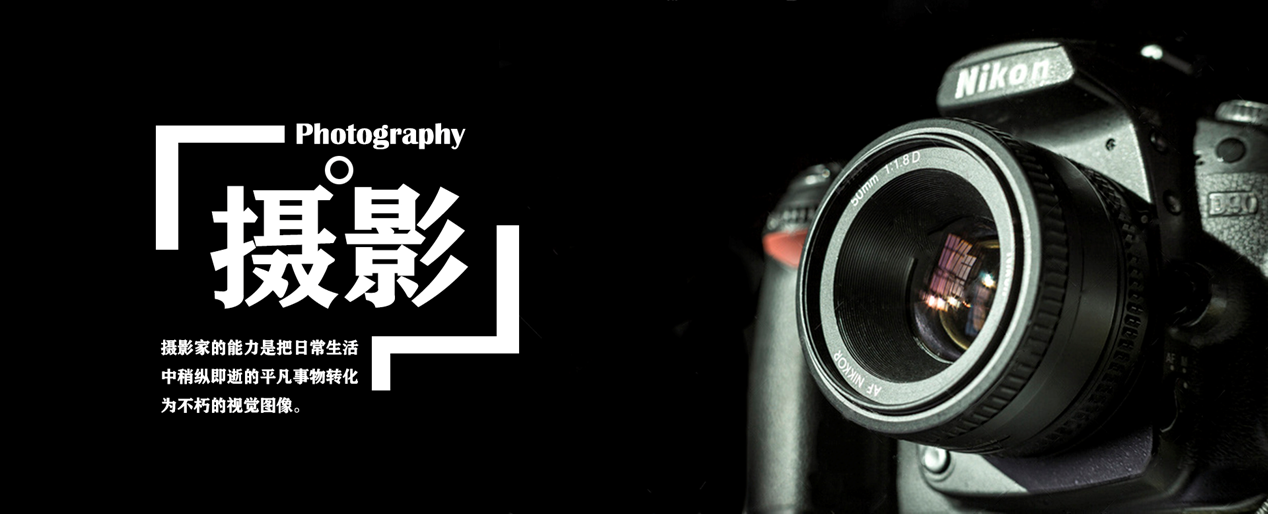 Photography
摄影
摄影家的能力是把日常生活
中稍纵即逝的平凡事物转化
为不朽的视觉图像。
Nikon
50mm 1:1.8 D
D90
AF NIKKOR
AF M